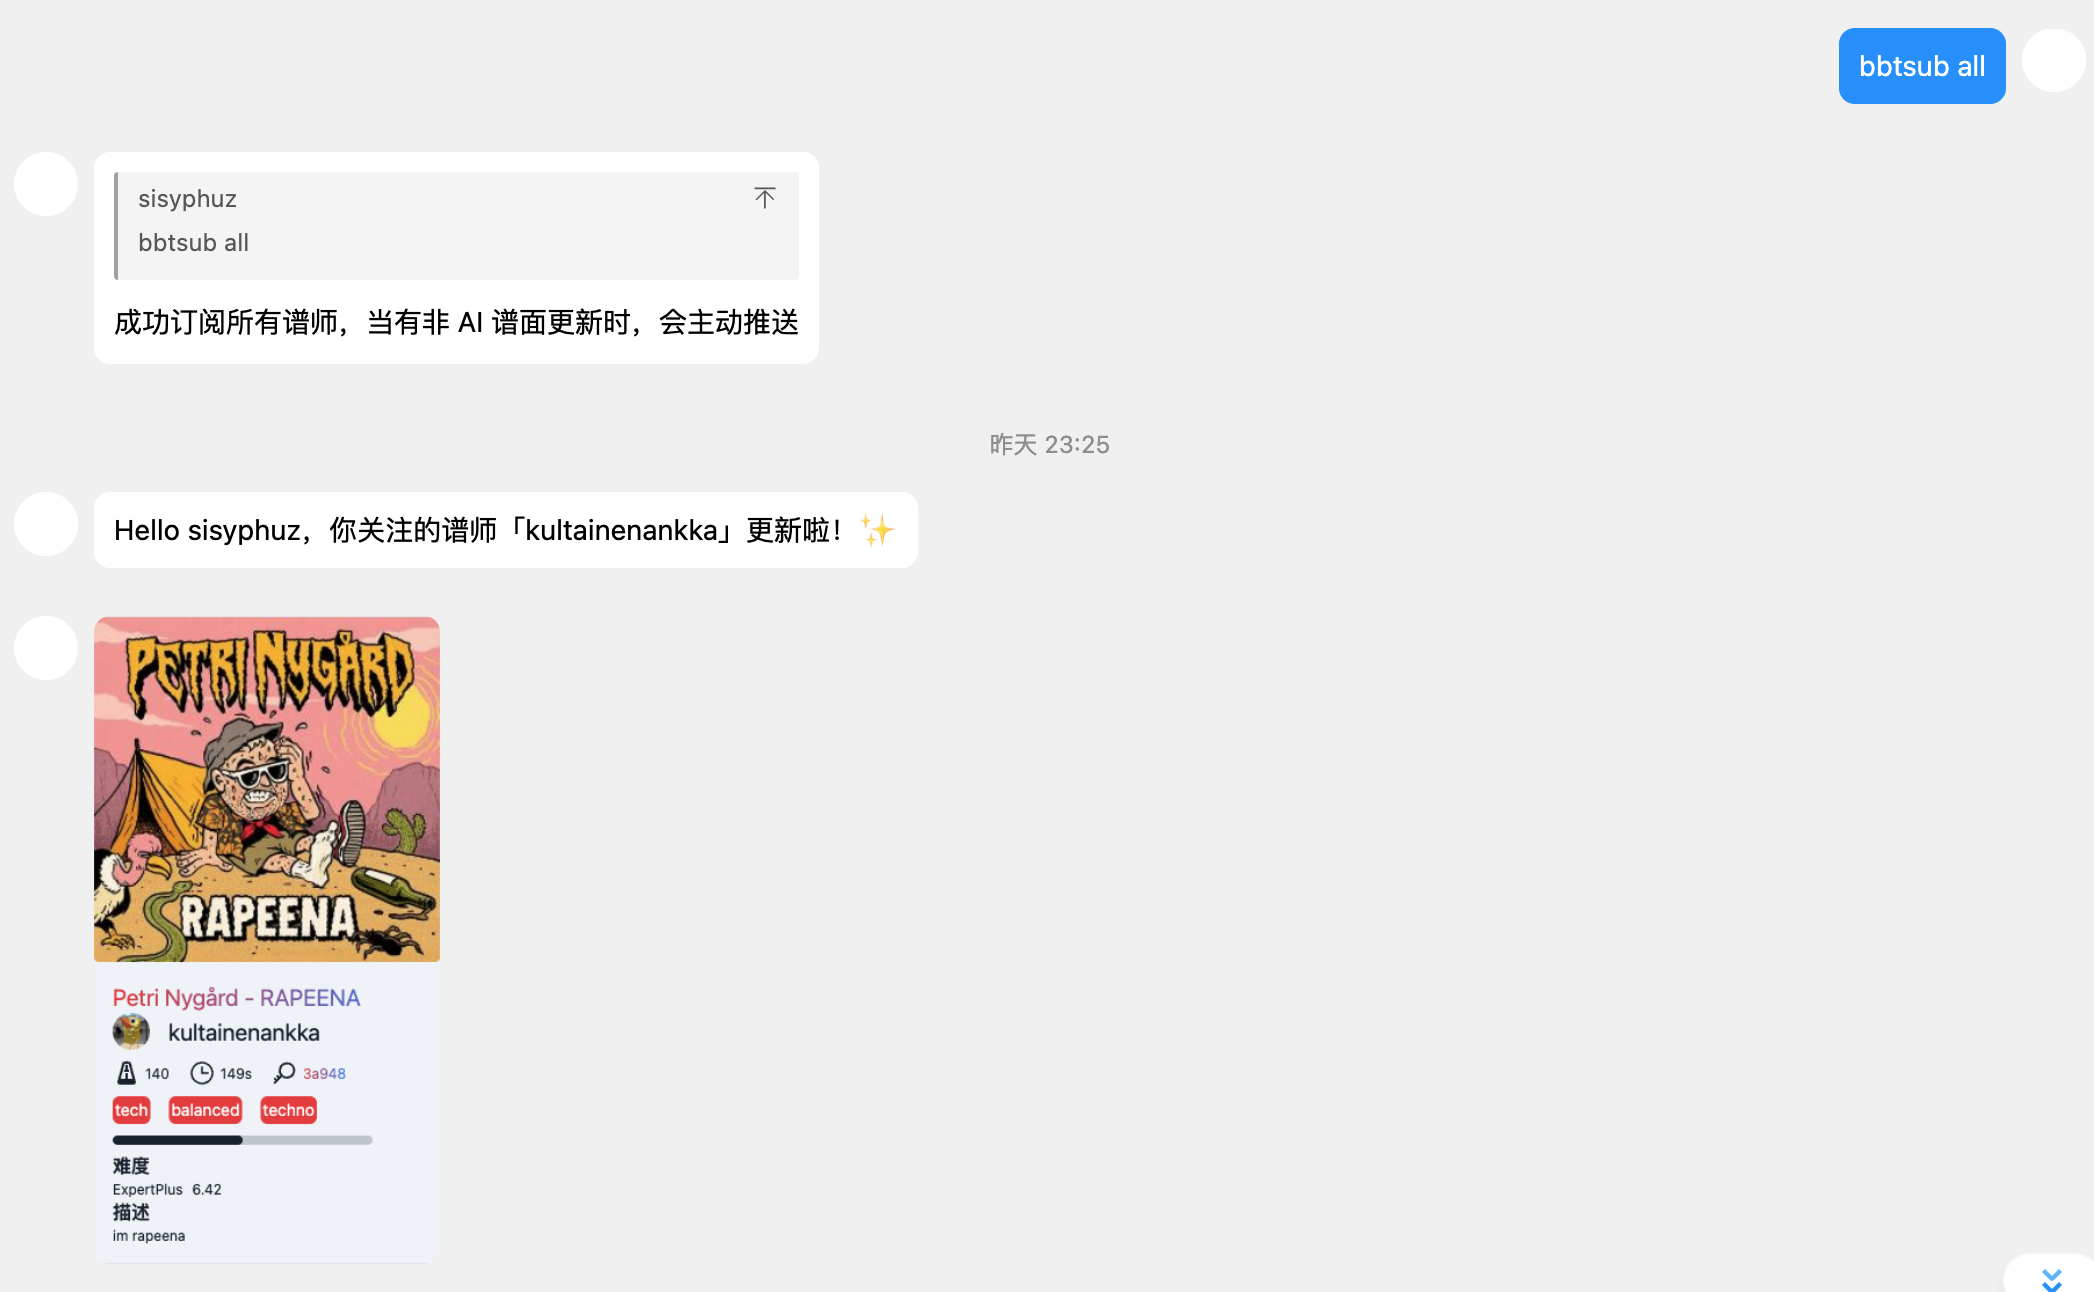 bbtsub all
sisyphuz
bbtsub all
成功订阅所有谱师，当有非 AI 谱面更新时，会主动推送
昨天 23:25
Hello sisyphuz，你关注的谱师「kultainenankka」更新啦！✨
PETRI NYGÅRD
RAPEENA
Petri Nygård - RAPEENA
kultainenankka
140 149s 3a948
tech balanced techno
难度
ExpertPlus 6.42
描述
im rapeena